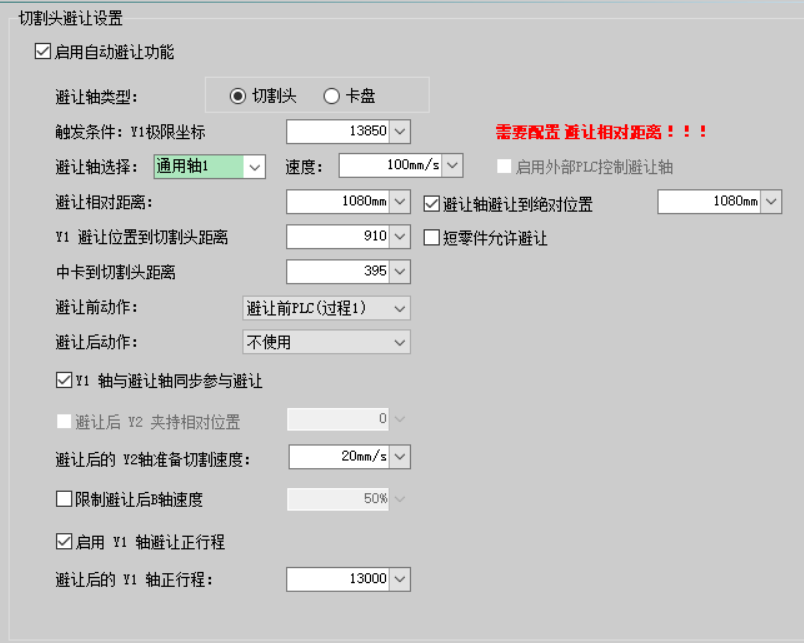 切割头避让设置
启用自动避让功能
避让轴类型: 切割头 卡盘
触发条件: Y1极限坐标 13850 需要配置 避让相对距离!!!
避让轴选择: 通用轴1 速度: 100mm/s 启用外部PLC控制避让轴
避让相对距离: 1080mm 避让轴避让到绝对位置 1080mm
Y1 避让位置到切割头距离 910 短零件允许避让
中卡到切割头距离 395
避让前动作: 避让前PLC(过程1)
避让后动作: 不使用
Y1 轴与避让轴同步参与避让
避让后 Y2 夹持相对位置 0
避让后的 Y2轴准备切割速度: 20mm/s
限制避让后B轴速度 50%
启用 Y1 轴避让正行程
避让后的 Y1 轴正行程: 13000